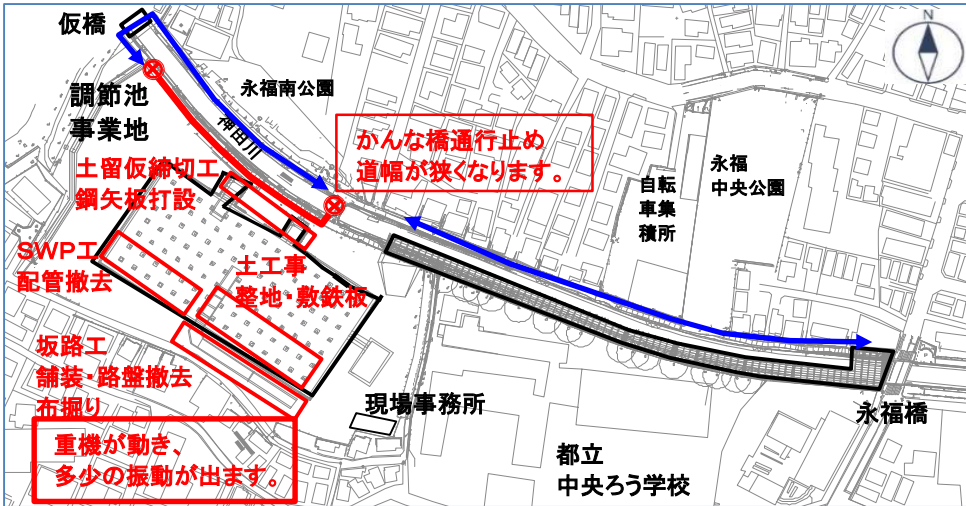 仮橋
N
永福南公園
調節池
事業地
神田川
かんな橋通行止め
道幅が狭くなります。
永福
中央公園
自転
車集
積所
土留仮締切工
鋼矢板打設
SWP工
配管撤去
土工事
整地・敷鉄板
坂路工
舗装・路盤撤去
布掘り
現場事務所
永福橋
重機が動き、
多少の振動が出ます。
都立
中央ろう学校